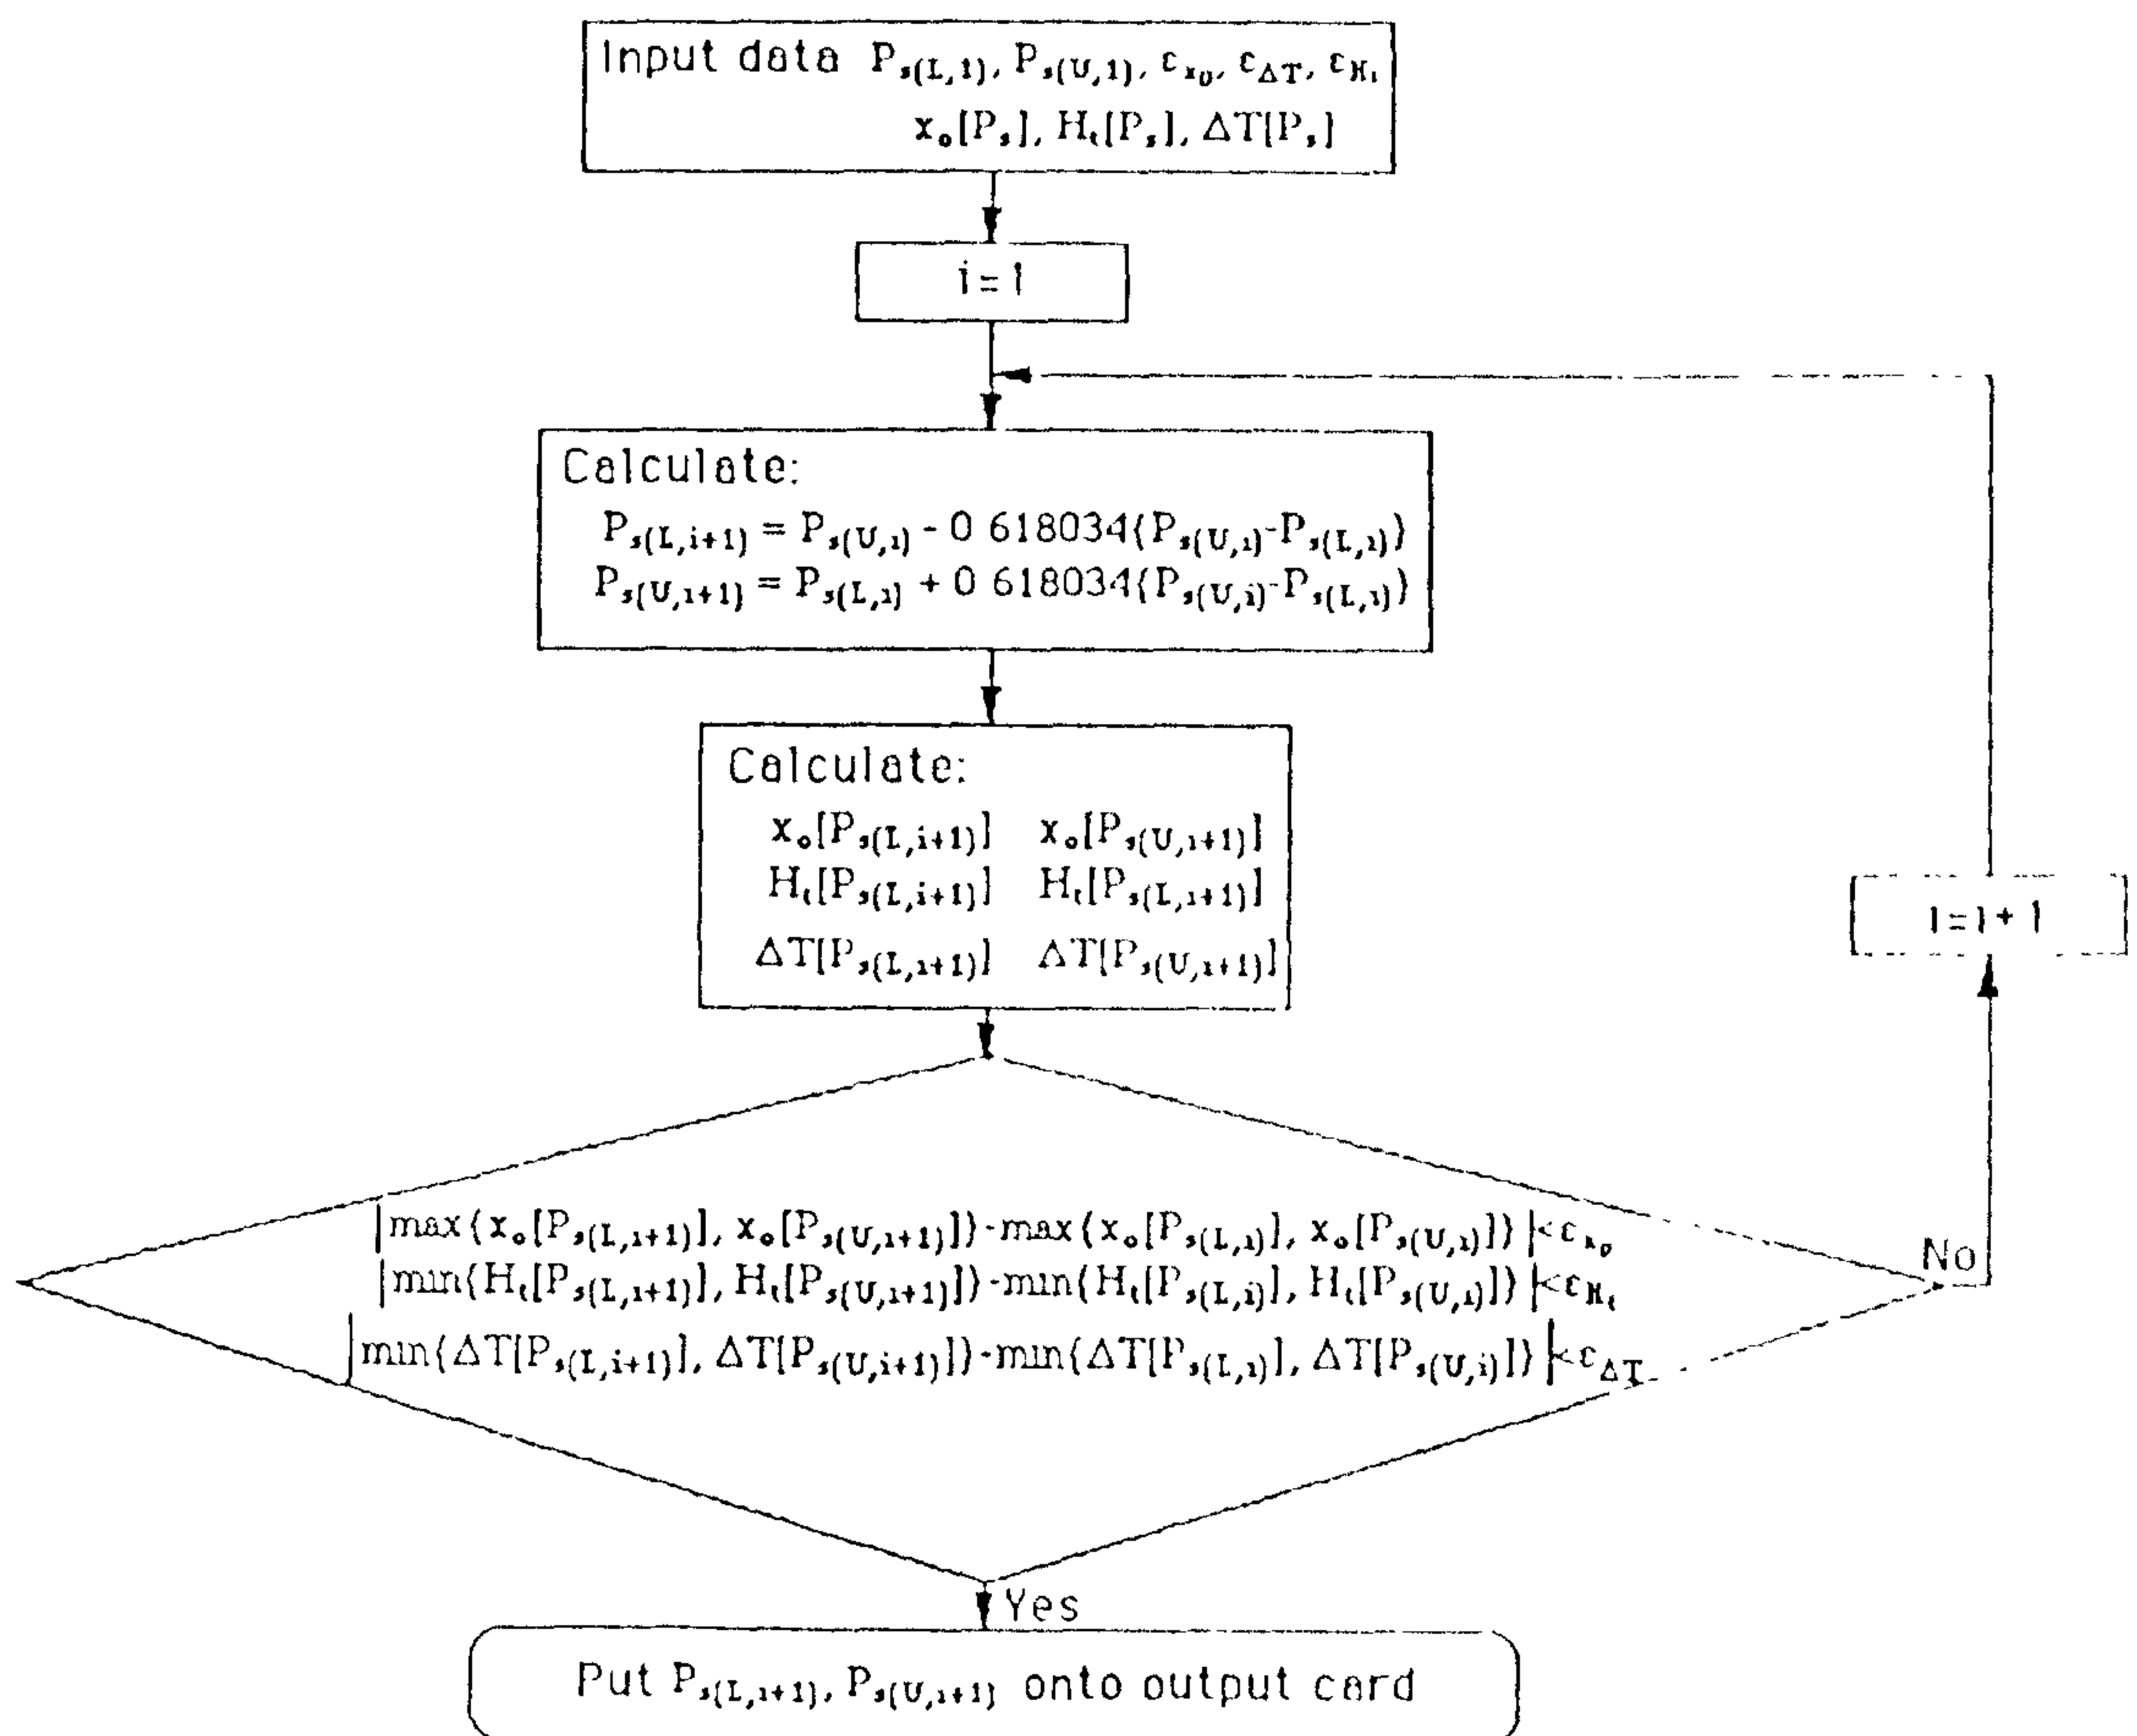 Input data P_s(L,1), P_s(U,1), ε_x₀, ε_ΔT, ε_Hₜ
x_o[P_s], H_t[P_s], ΔT[P_s]
i=1
Calculate:
P_s(L,i+1) = P_s(U,i) - 0 618034(P_s(U,i)-P_s(L,i))
P_s(U,i+1) = P_s(L,i) + 0 618034(P_s(U,i)-P_s(L,i))
Calculate:
x_o[P_s(L,i+1)] x_o[P_s(U,i+1)]
H_t[P_s(L,i+1)] H_t[P_s(L,i+1)]
ΔT[P_s(L,i+1)] ΔT[P_s(U,i+1)]
i=i+1
|max(x_o[P_s(L,i+1)], x_o[P_s(U,i+1)])-max(x_o[P_s(L,i)], x_o[P_s(U,i)])|<ε_x₀
No
|min(H_t[P_s(L,i+1)], H_t[P_s(U,i+1)])-min(H_t[P_s(L,i)], H_t[P_s(U,i)])|<ε_Hₜ
|min(ΔT[P_s(L,i+1)], ΔT[P_s(U,i+1)])-min(ΔT[P_s(L,i)], ΔT[P_s(U,i)])|<ε_ΔT
Yes
Put P_s(L,i+1), P_s(U,i+1) onto output card